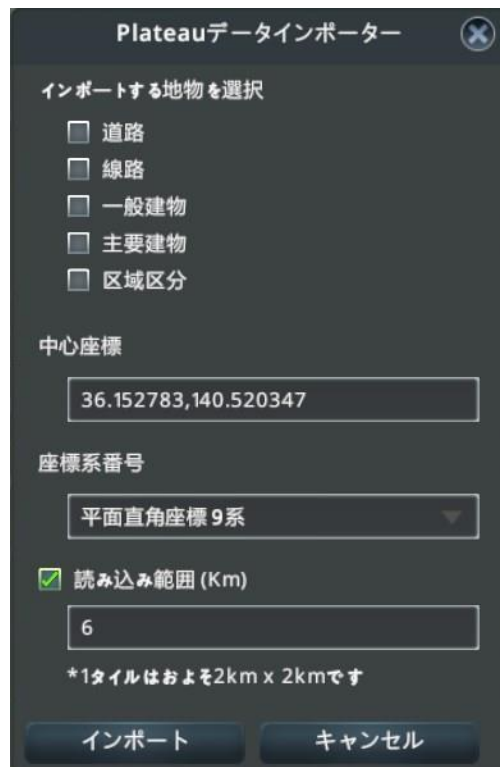 Plateauデータインポーター
インポートする地物を選択
道路
線路
一般建物
主要建物
区域区分
中心座標
36.152783,140.520347
座標系番号
平面直角座標 9系
読み込み範囲 (Km)
6
*1タイルはおよそ2km x 2kmです
インポート キャンセル